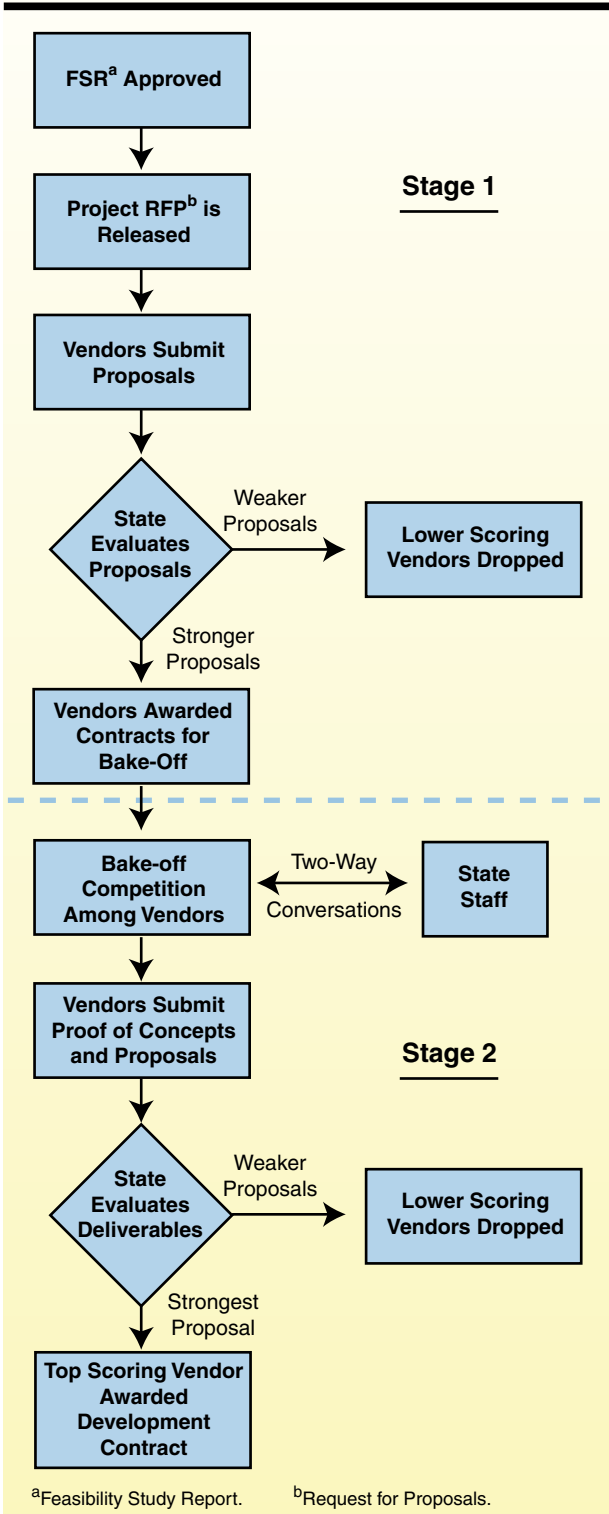 FSRa Approved
Stage 1
Project RFPb is
Released
Vendors Submit
Proposals
State
Evaluates
Proposals
Weaker
Proposals
Lower Scoring
Vendors Dropped
Stronger
Proposals
Vendors Awarded
Contracts for
Bake-Off
Bake-off
Competition
Among Vendors
Two-Way
Conversations
State
Staff
Vendors Submit
Proof of Concepts
and Proposals
Stage 2
State
Evaluates
Deliverables
Weaker
Proposals
Lower Scoring
Vendors Dropped
Strongest
Proposal
Top Scoring Vendor
Awarded
Development
Contract
aFeasibility Study Report. bRequest for Proposals.